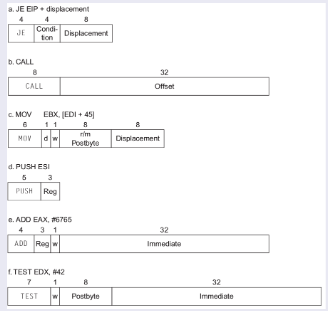 a. JE EIP + displacement
4 4 8
JE Condi-tion Displacement
b. CALL
8 32
CALL Offset
c. MOV EBX, [EDI + 45]
6 1 1 8 8
MOV d w r/m Postbyte Displacement
d. PUSH ESI
5 3
PUSH Reg
e. ADD EAX, #6765
4 3 1 32
ADD Reg w Immediate
f. TEST EDX, #42
7 1 8 32
TEST w Postbyte Immediate